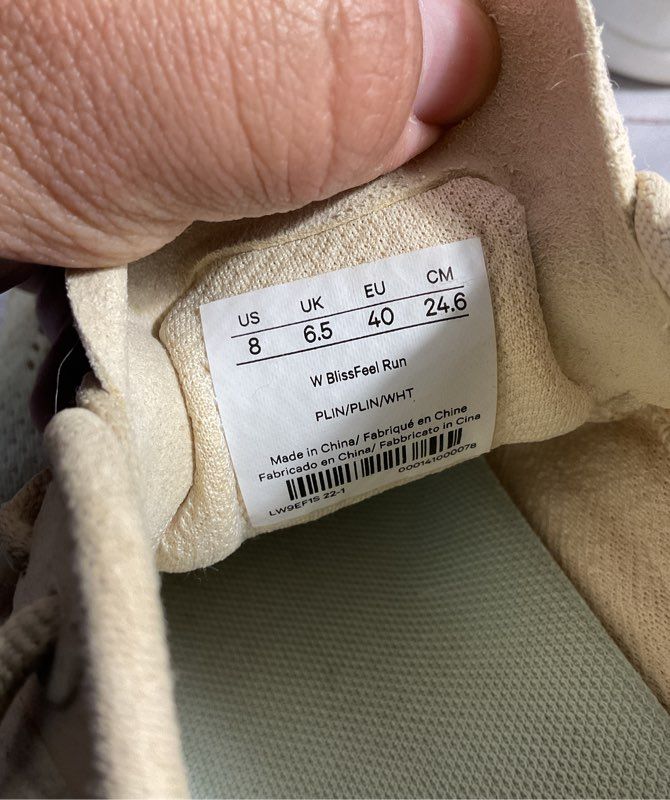 US UK EU CM
8 6.5 40 24.6
W BlissFeel Run
PLIN/PLIN/WHT
Made in China/ Fabriqué en Chine
Fabricado en China/ Fabbricato in Cina
000141000078
LW9EF1S 22-1